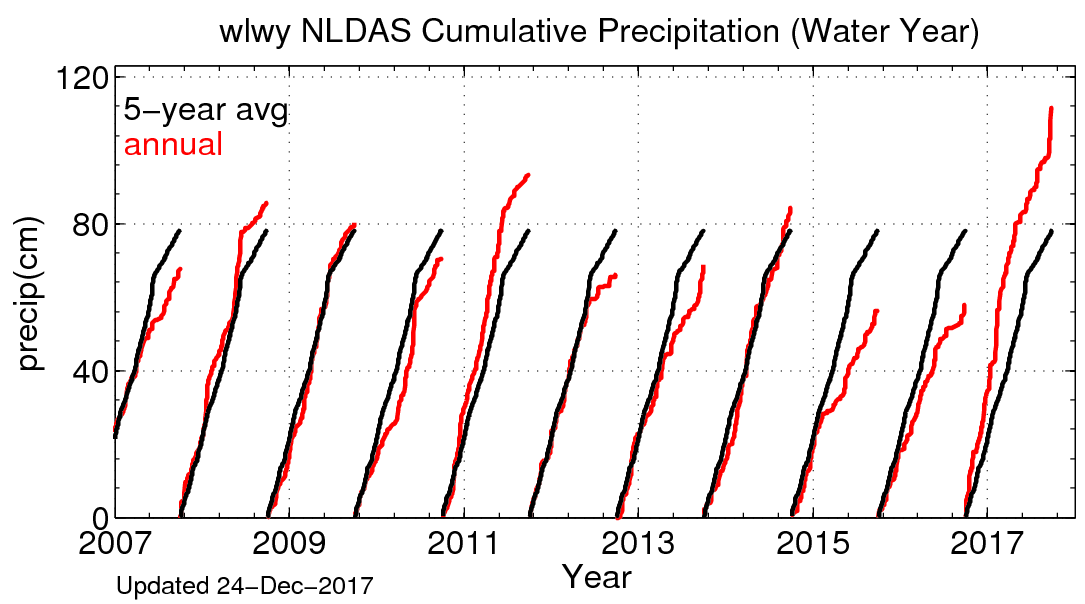 wlwy NLDAS Cumulative Precipitation (Water Year)
120
5−year avg
annual
80
precip(cm)
40
0
2007 2009 2011 2013 2015 2017
Year
Updated 24−Dec−2017